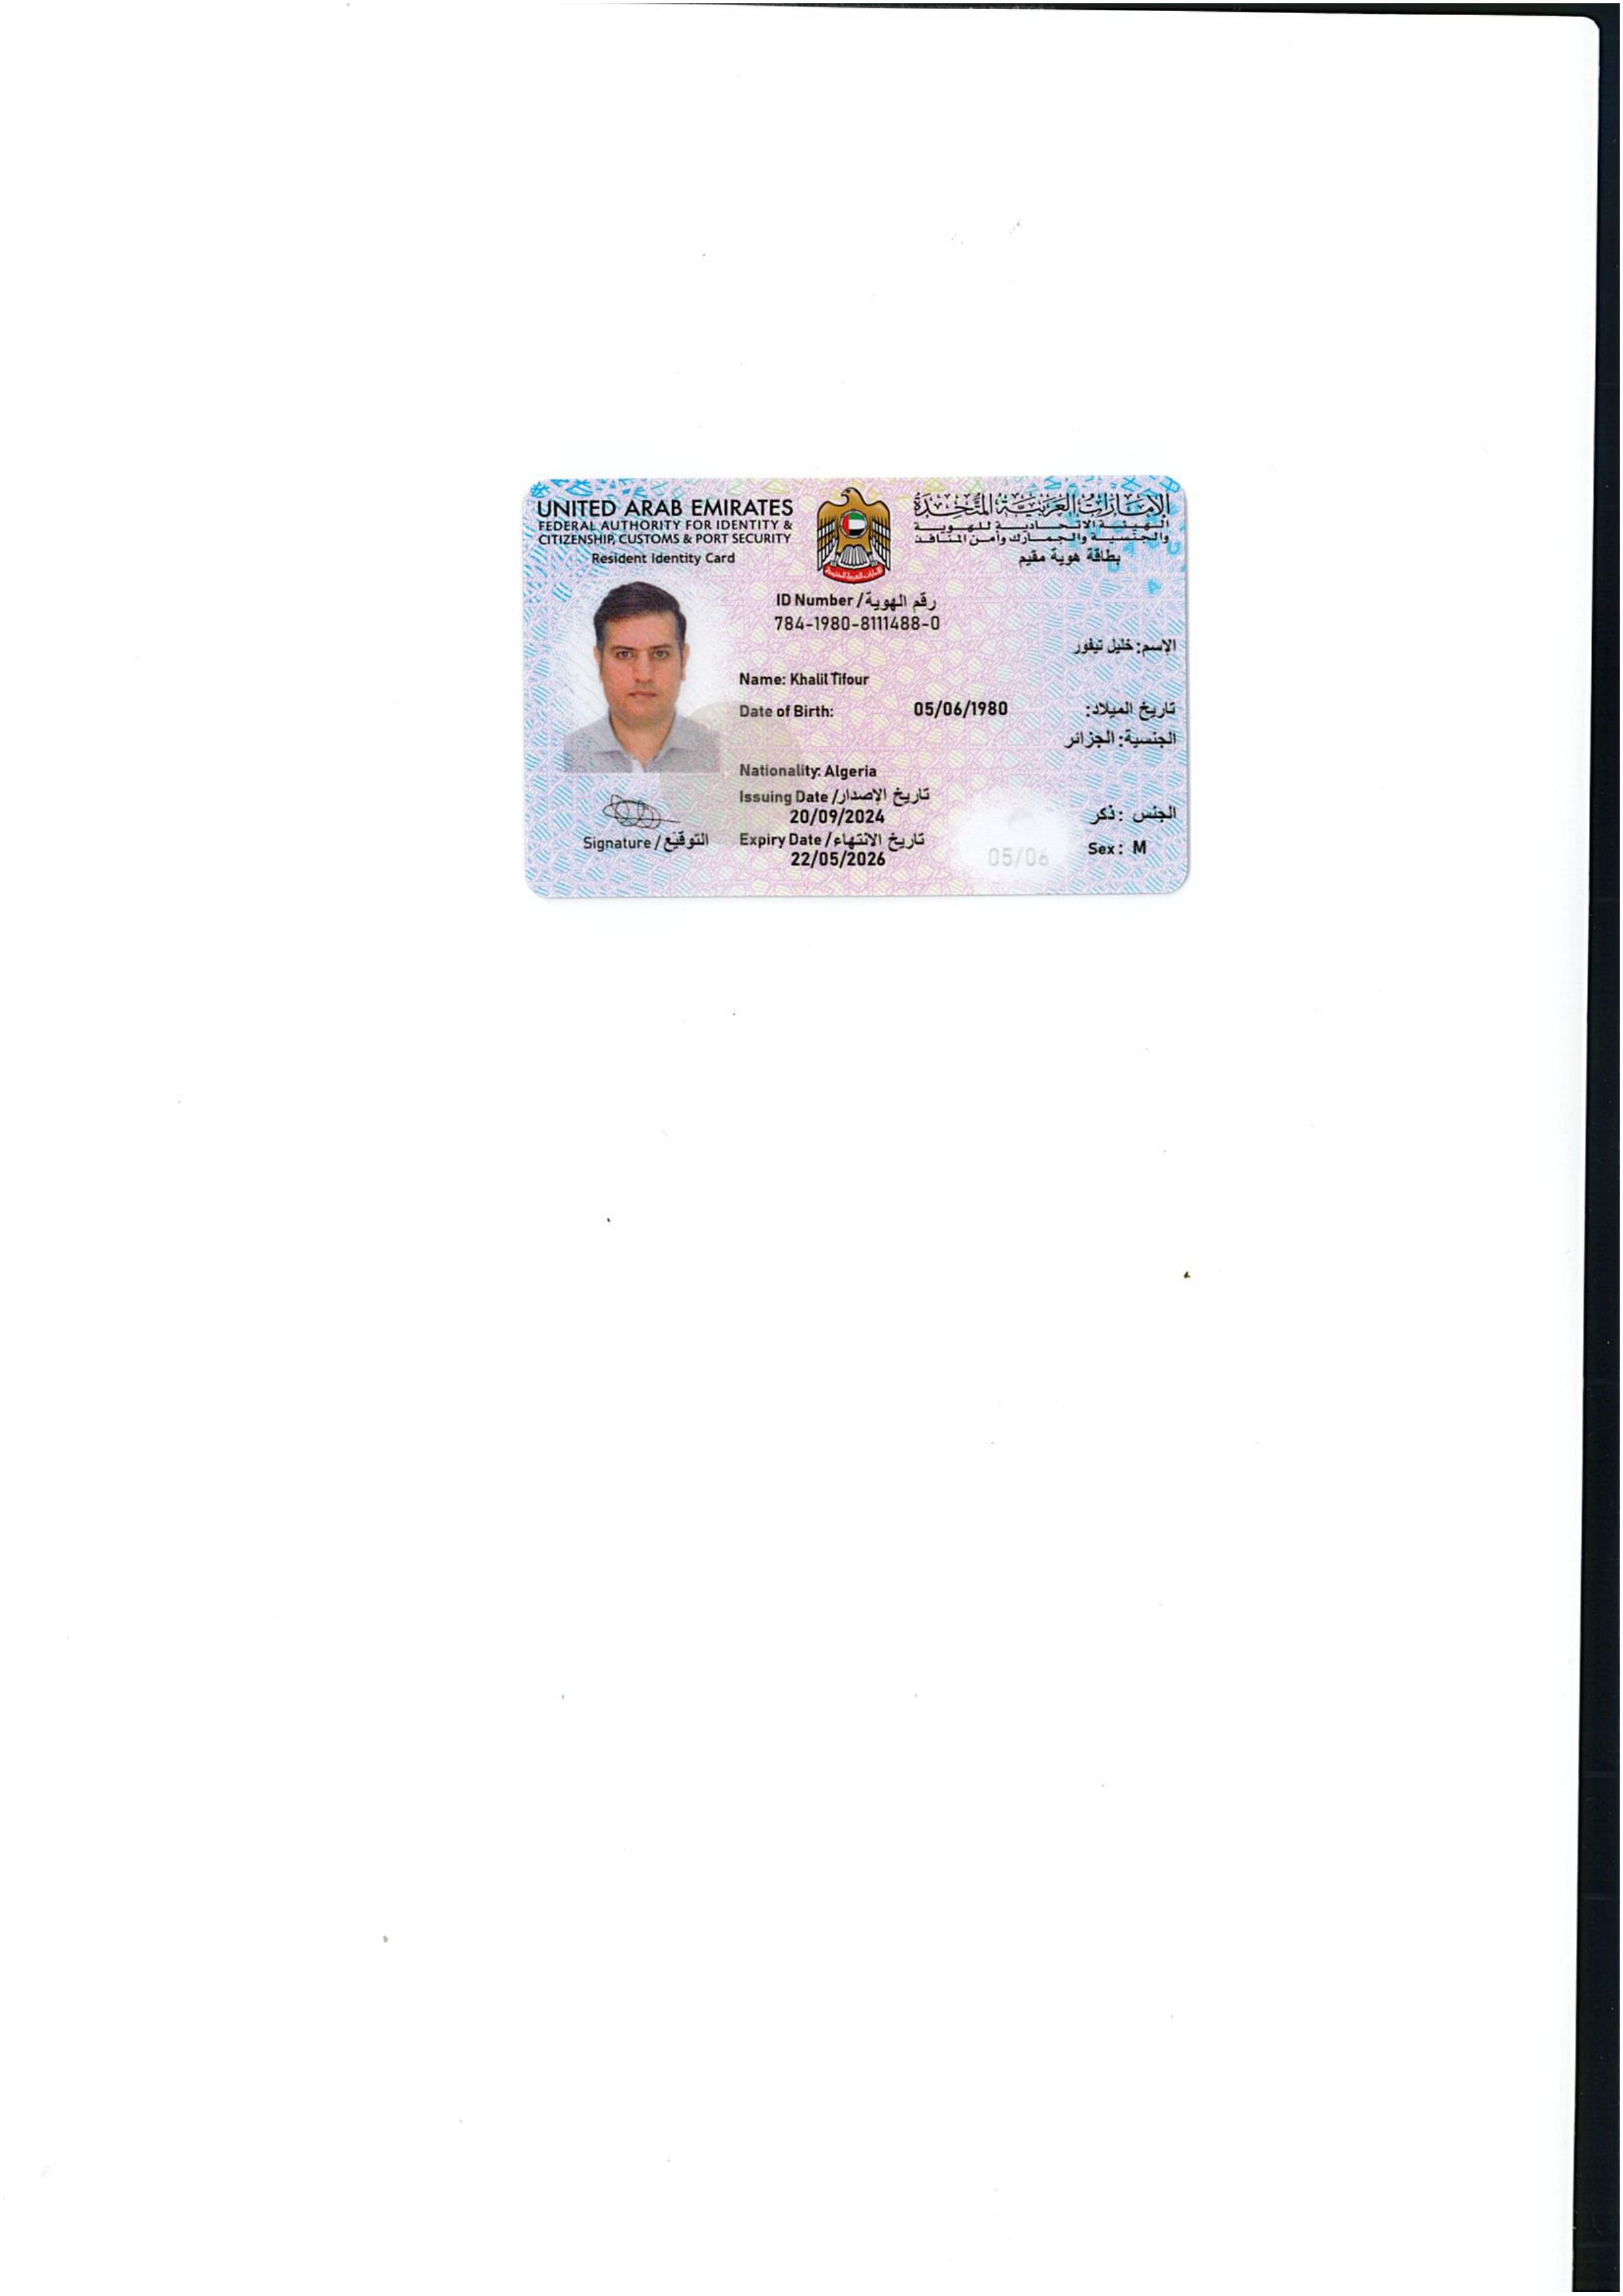 UNITED ARAB EMIRATES
FEDERAL AUTHORITY FOR IDENTITY &
CITIZENSHIP, CUSTOMS & PORT SECURITY
Resident Identity Card
الإمارات العربية المتحدة
الهيئة الاتحادية للهوية
والجنسية والجمارك وأمن المنافذ
بطاقة هوية مقيم
ID Number / رقم الهوية
784-1980-8111488-0
الإسم: خليل تيفور
Name: Khalil Tifour
Date of Birth: 05/06/1980 تاريخ الميلاد:
الجنسية: الجزائر
Nationality: Algeria
Issuing Date / تاريخ الإصدار
20/09/2024
الجنس : ذكر
Expiry Date / تاريخ الانتهاء
22/05/2026
Sex : M
Signature / التوقيع
05/06